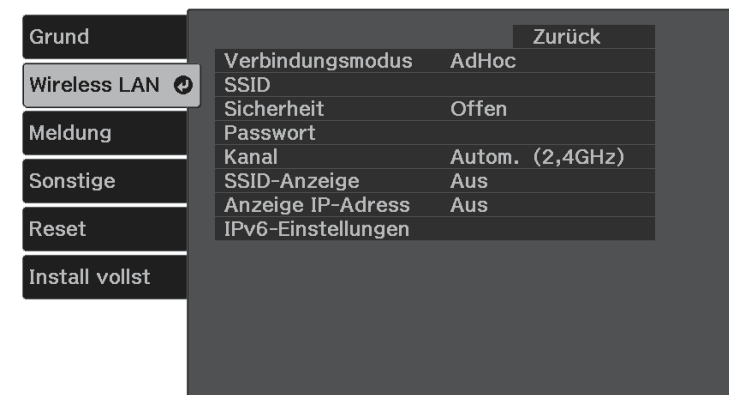 Grund
Wireless LAN
Meldung
Sonstige
Reset
Install vollst
Zurück
Verbindungsmodus AdHoc
SSID
Sicherheit Offen
Passwort
Kanal Autom. (2,4GHz)
SSID-Anzeige Aus
Anzeige IP-Adress Aus
IPv6-Einstellungen